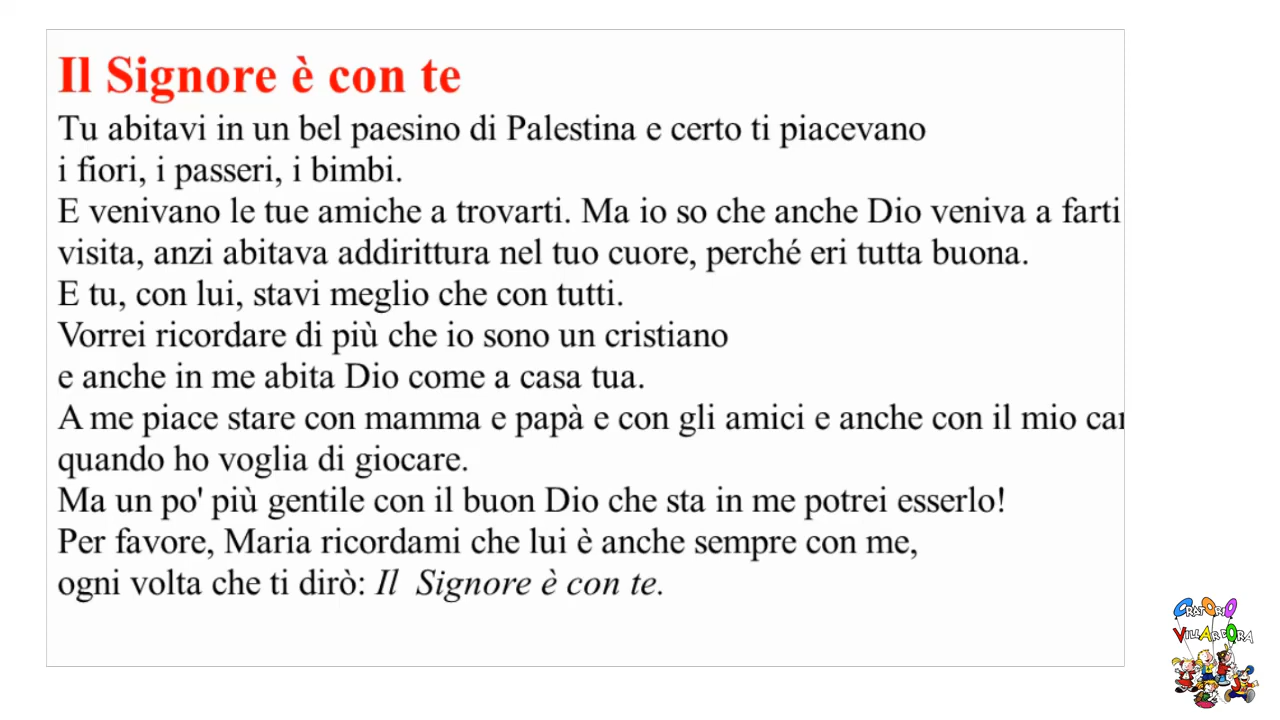 Il Signore è con te
Tu abitavi in un bel paesino di Palestina e certo ti piacevano
i fiori, i passeri, i bimbi.
E venivano le tue amiche a trovarti. Ma io so che anche Dio veniva a farti
visita, anzi abitava addirittura nel tuo cuore, perché eri tutta buona.
E tu, con lui, stavi meglio che con tutti.
Vorrei ricordare di più che io sono un cristiano
e anche in me abita Dio come a casa tua.
A me piace stare con mamma e papà e con gli amici e anche con il mio
quando ho voglia di giocare.
Ma un po' più gentile con il buon Dio che sta in me potrei esserlo!
Per favore, Maria ricordami che lui è anche sempre con me,
ogni volta che ti dirò: Il Signore è con te.
ORATORIO
VILLARDORA